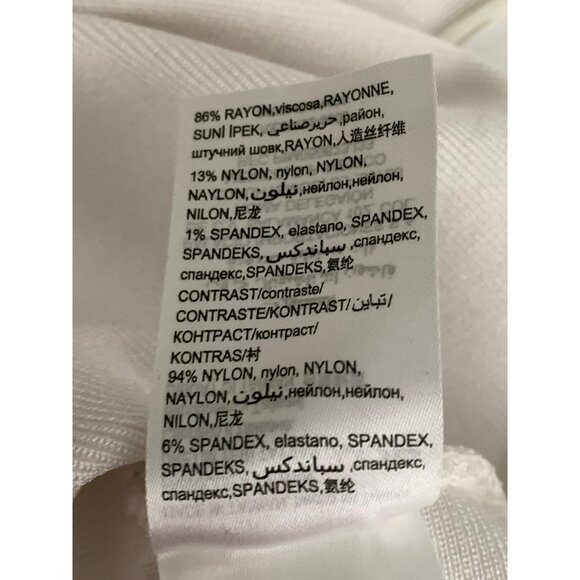 86% RAYON,viscosa,RAYONNE,
SUNİ İPEK, حرير صناعي ,район,
штучний шовк,RAYON,人造丝纤维
13% NYLON, nylon, NYLON,
NAYLON,نيلون,нейлон,нейлон,
NILON,尼龙
1% SPANDEX, elastano, SPANDEX,
SPANDEKS, سباندكس ,спандекс,
спандекс,SPANDEKS,氨纶
CONTRAST/contraste/
CONTRASTE/KONTRAST/تباين/
КОНТРАСТ/контраст/
KONTRAS/衬
94% NYLON, nylon, NYLON,
NAYLON,نيلون,нейлон,нейлон,
NILON,尼龙
6% SPANDEX, elastano, SPANDEX,
SPANDEKS, سباندكس ,спандекс,
спандекс,SPANDEKS,氨纶